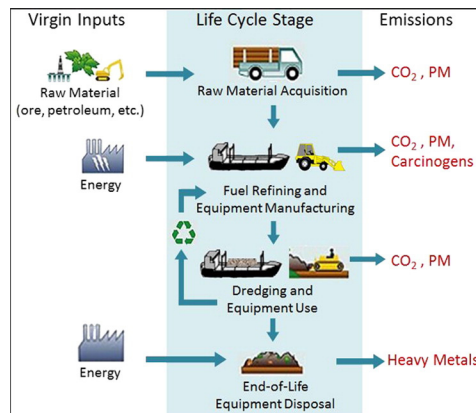 Virgin Inputs
Life Cycle Stage
Emissions
Raw Material
(ore, petroleum, etc.)
Raw Material Acquisition
CO₂ , PM
Energy
Fuel Refining and
Equipment Manufacturing
CO₂ , PM,
Carcinogens
Dredging and
Equipment Use
CO₂ , PM
Energy
End-of-Life
Equipment Disposal
Heavy Metals